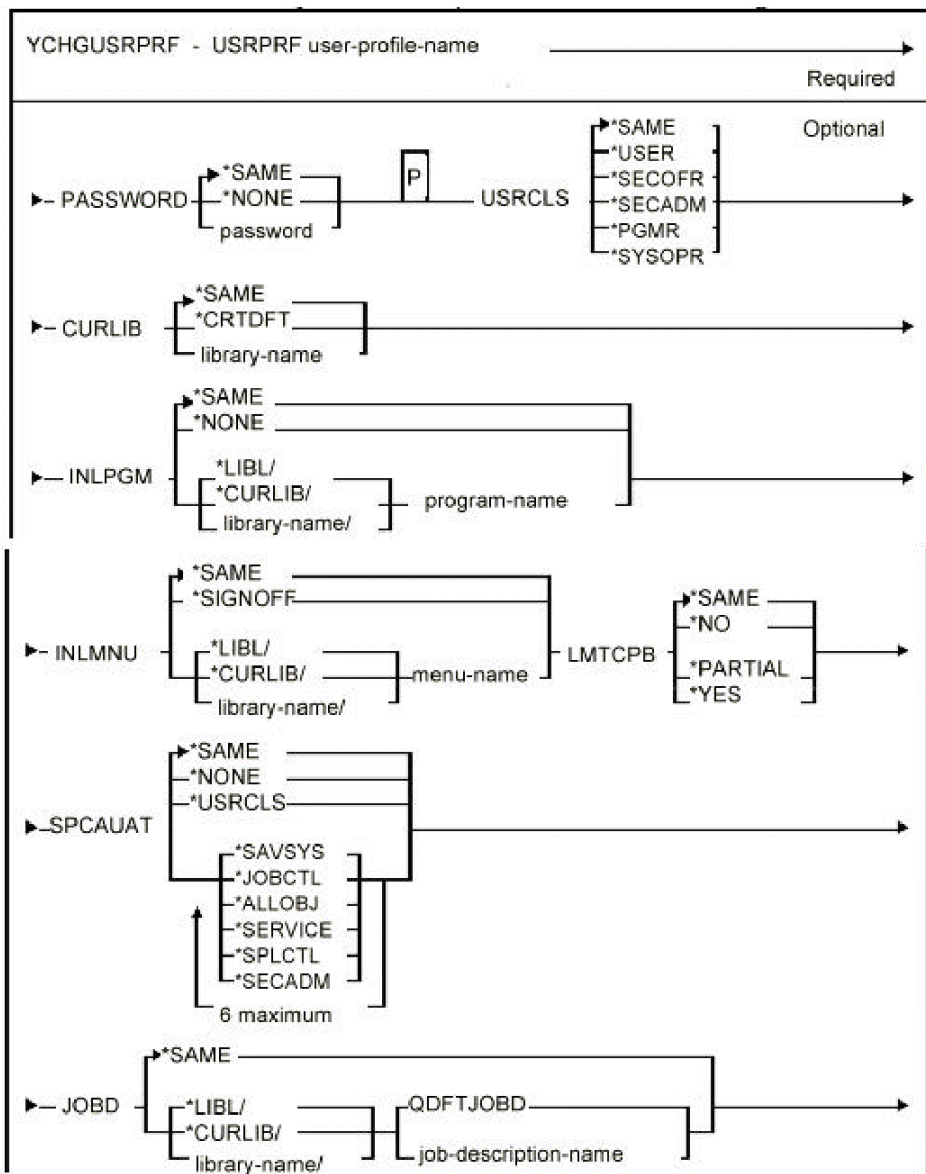 YCHGUSRPRF - USRPRF user-profile-name
Required
Optional
PASSWORD
*SAME
*NONE
password
P
USRCLS
*SAME
*USER
*SECOFR
*SECADM
*PGMR
*SYSOPR
CURLIB
*SAME
*CRTDFT
library-name
INLPGM
*SAME
*NONE
*LIBL/
*CURLIB/
library-name/
program-name
INLMNU
*SAME
*SIGNOFF
*LIBL/
*CURLIB/
library-name/
menu-name
LMTCPB
*SAME
*NO
*PARTIAL
*YES
SPCAUAT
*SAME
*NONE
*USRCLS
*SAVSYS
*JOBCTL
*ALLOBJ
*SERVICE
*SPLCTL
*SECADM
6 maximum
JOBD
*SAME
*LIBL/
*CURLIB/
library-name/
QDFTJOBD
job-description-name